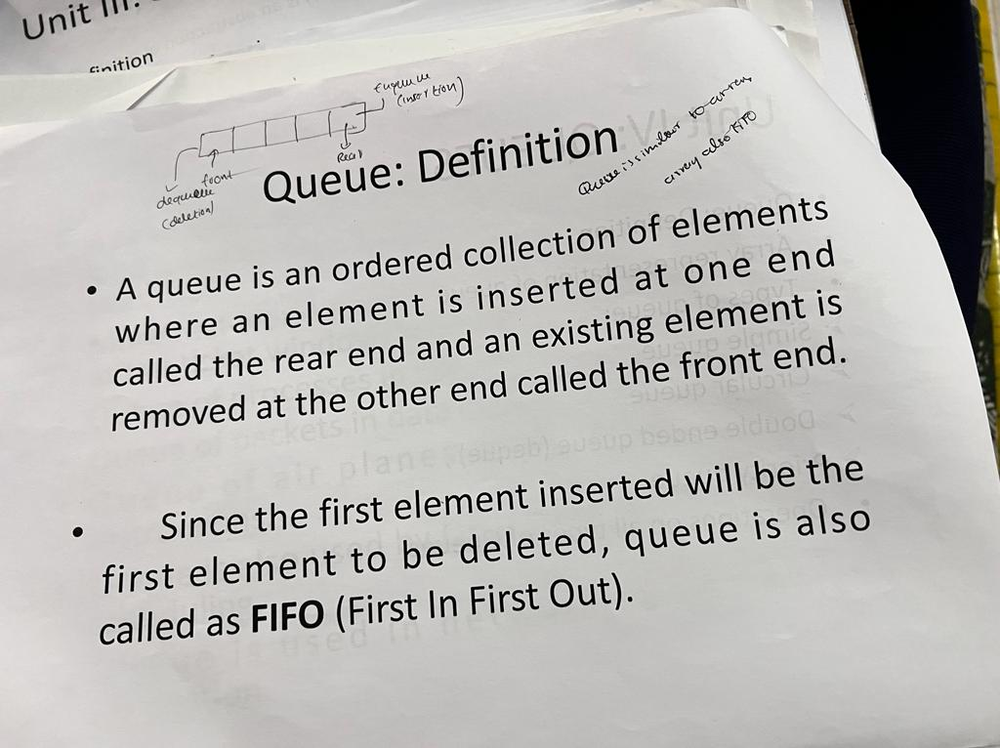 Unit III:
finition
Enqueue
(insertion)
Rear
front
dequeue
(deletion)
Queue is similar to array
array also FIFO
Queue: Definition
• A queue is an ordered collection of elements
where an element is inserted at one end
called the rear end and an existing element is
removed at the other end called the front end.
• Since the first element inserted will be the
first element to be deleted, queue is also
called as FIFO (First In First Out).